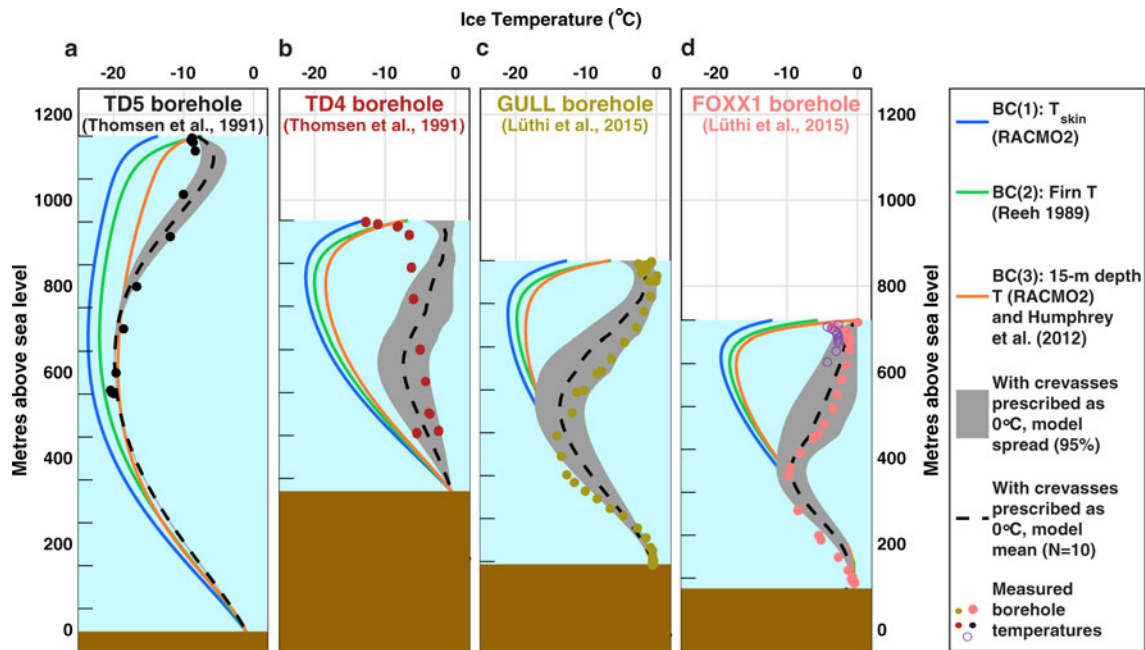 Ice Temperature (°C)
a
b
c
d
-20 -10 0
-20 -10 0
-20 -10 0
-20 -10 0
TD5 borehole
(Thomsen et al., 1991)
TD4 borehole
(Thomsen et al., 1991)
GULL borehole
(Lüthi et al., 2015)
FOXX1 borehole
(Lüthi et al., 2015)
Metres above sea level
1200
1000
800
600
400
200
0
Metres above sea level
1200
1000
800
600
400
200
0
BC(1): Tskin
(RACMO2)
BC(2): Firn T
(Reeh 1989)
BC(3): 15-m depth
T (RACMO2)
and Humphrey
et al. (2012)
With crevasses
prescribed as
0ºC, model
spread (95%)
With crevasses
prescribed as
0ºC, model
mean (N=10)
Measured
borehole
temperatures